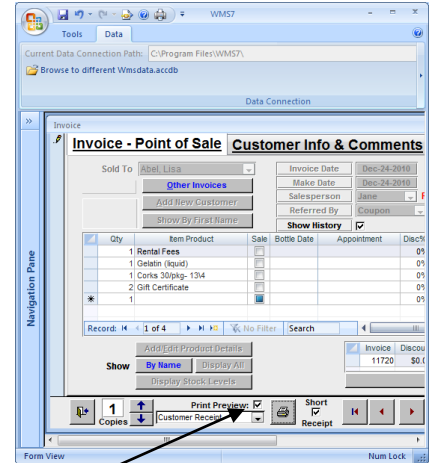 WMS7
Tools Data
Current Data Connection Path: C:\Program Files\WMS7\
Browse to different Wmsdata.accdb
Data Connection
Invoice
Invoice - Point of Sale Customer Info & Comments
Sold To Abel, Lisa Invoice Date Dec-24-2010
Other Invoices Make Date Dec-24-2010
Add New Customer Salesperson Jane
Show By First Name Referred By Coupon
Show History
Qty Item Product Sale Bottle Date Appointment Disc%
1 Rental Fees 0%
1 Gelatin (liquid) 0%
1 Corks 30/pkg- 13\4 0%
2 Gift Certificate 0%
1 0%
Record: 1 of 4 No Filter Search
Add/Edit Product Details Invoice Discou
Show By Name Display All 11720 $0.0
Display Stock Levels
1 Print Preview: Short
Copies Customer Receipt Receipt
Navigation Pane
Form View Num Lock